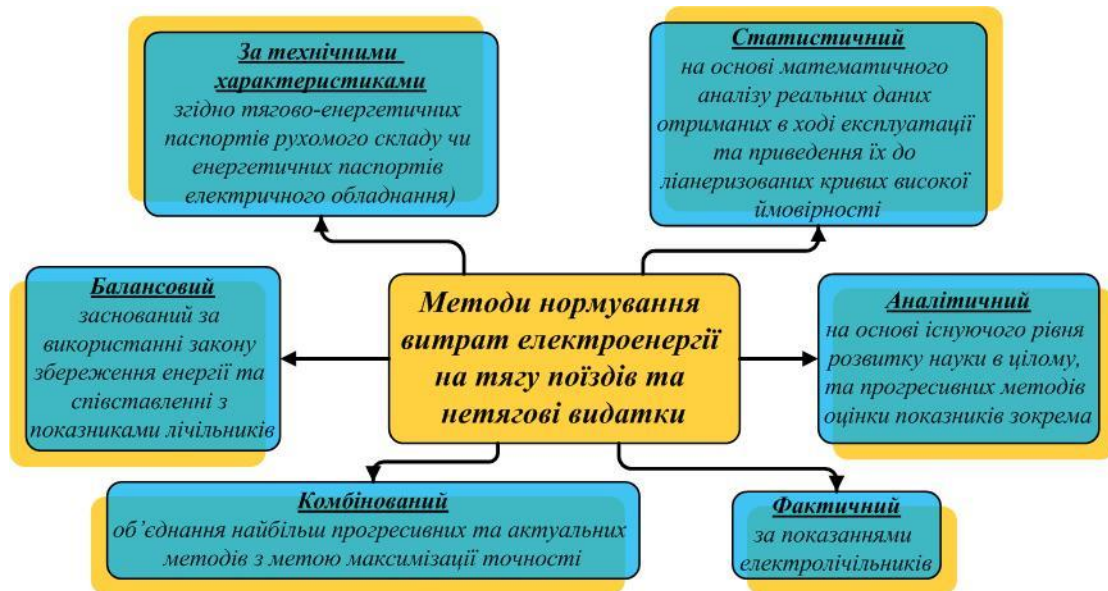 За технічними
характеристиками
згідно тягово-енергетичних
паспортів рухомого складу чи
енергетичних паспортів
електричного обладнання)
Статистичний
на основі математичного
аналізу реальних даних
отриманих в ході експлуатації
та приведення їх до
ліанеризованих кривих високої
ймовірності
Балансовий
заснований за
використанні закону
збереження енергії та
співставленні з
показниками лічільників
Методи нормування
витрат електроенергії
на тягу поїздів та
нетягові видатки
Аналітичний
на основі існуючого рівня
розвитку науки в цілому,
та прогресивних методів
оцінки показників зокрема
Комбінований
об’єднання найбільш прогресивних та актуальних
методів з метою максимізації точності
Фактичний
за показаннями
електролічільників